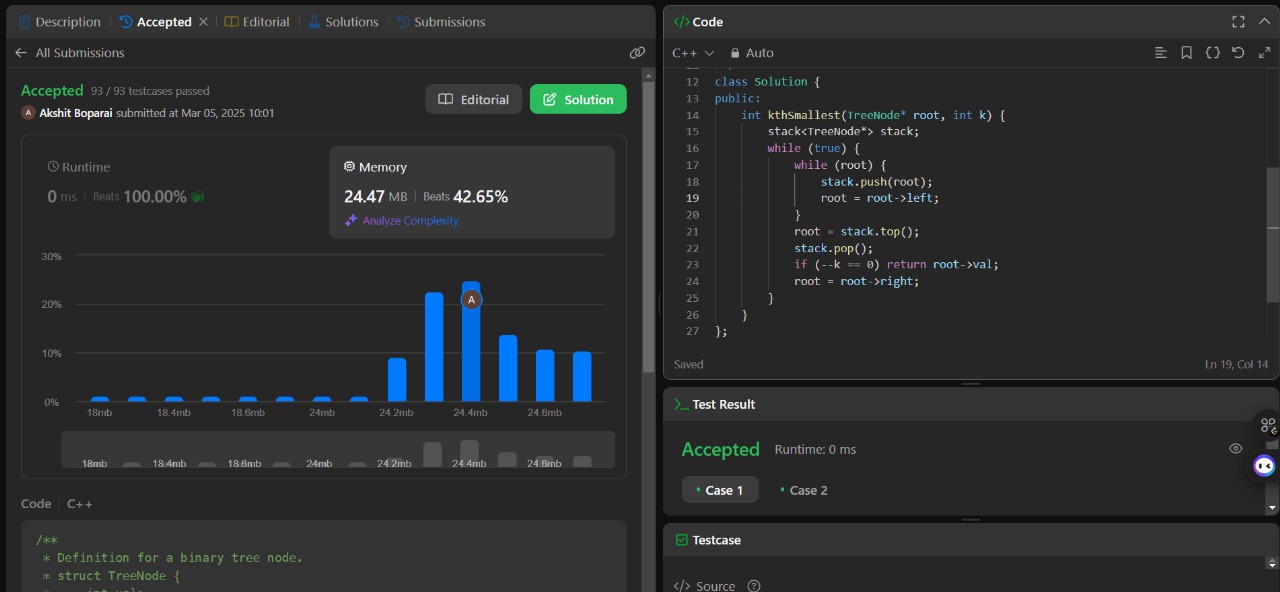 Description
Accepted
Editorial
Solutions
Submissions
All Submissions
Accepted 93 / 93 testcases passed
A Akshit Boparai submitted at Mar 05, 2025 10:01
Editorial
Solution
Runtime
0 ms | Beats 100.00%
Memory
24.47 MB | Beats 42.65%
Analyze Complexity
30%
20%
10%
0%
A
18mb 18.4mb 18.6mb 24mb 24.2mb 24.4mb 24.6mb
18mb 18.4mb 18.6mb 24mb 24.2mb 24.4mb 24.6mb
Code | C++
/**
* Definition for a binary tree node.
* struct TreeNode {
</> Code
C++
Auto
12 class Solution {
13 public:
14     int kthSmallest(TreeNode* root, int k) {
15         stack<TreeNode*> stack;
16         while (true) {
17             while (root) {
18                 stack.push(root);
19                 root = root->left;
20             }
21             root = stack.top();
22             stack.pop();
23             if (--k == 0) return root->val;
24             root = root->right;
25         }
26     }
27 };
Saved
Ln 19, Col 14
>_ Test Result
Accepted Runtime: 0 ms
• Case 1
• Case 2
Testcase
</> Source ?